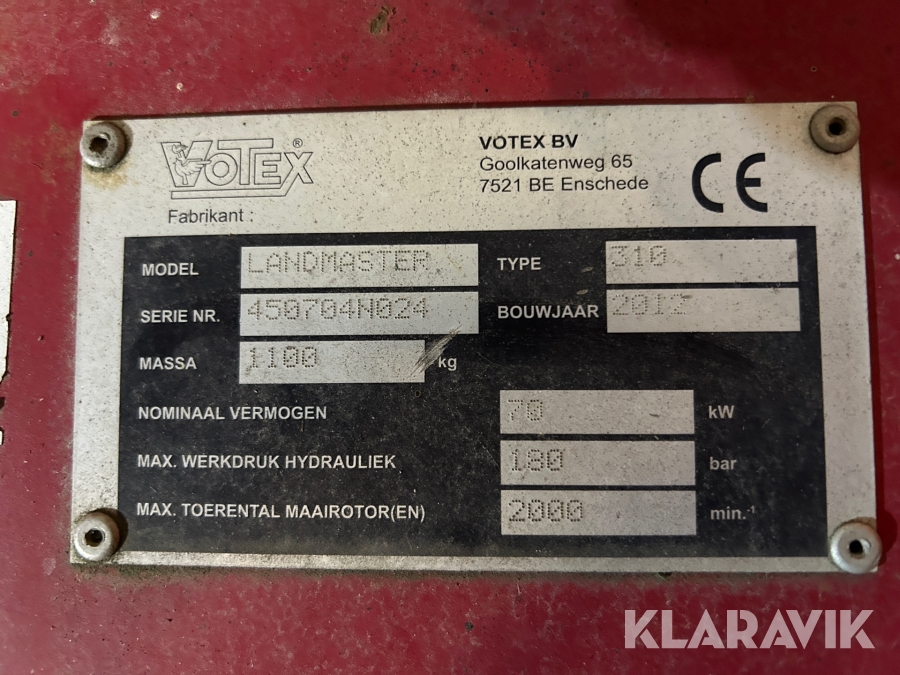 VOTEX®
Fabrikant :
VOTEX BV
Goolkatenweg 65
7521 BE Enschede
CE
MODEL LANDMASTER
TYPE 310
SERIE NR. 450704N024
BOUWJAAR 2012
MASSA 1100 kg
NOMINAAL VERMOGEN 70 kW
MAX. WERKDRUK HYDRAULIEK 180 bar
MAX. TOERENTAL MAAIROTOR(EN) 2000 min.⁻¹
KLARAVIK